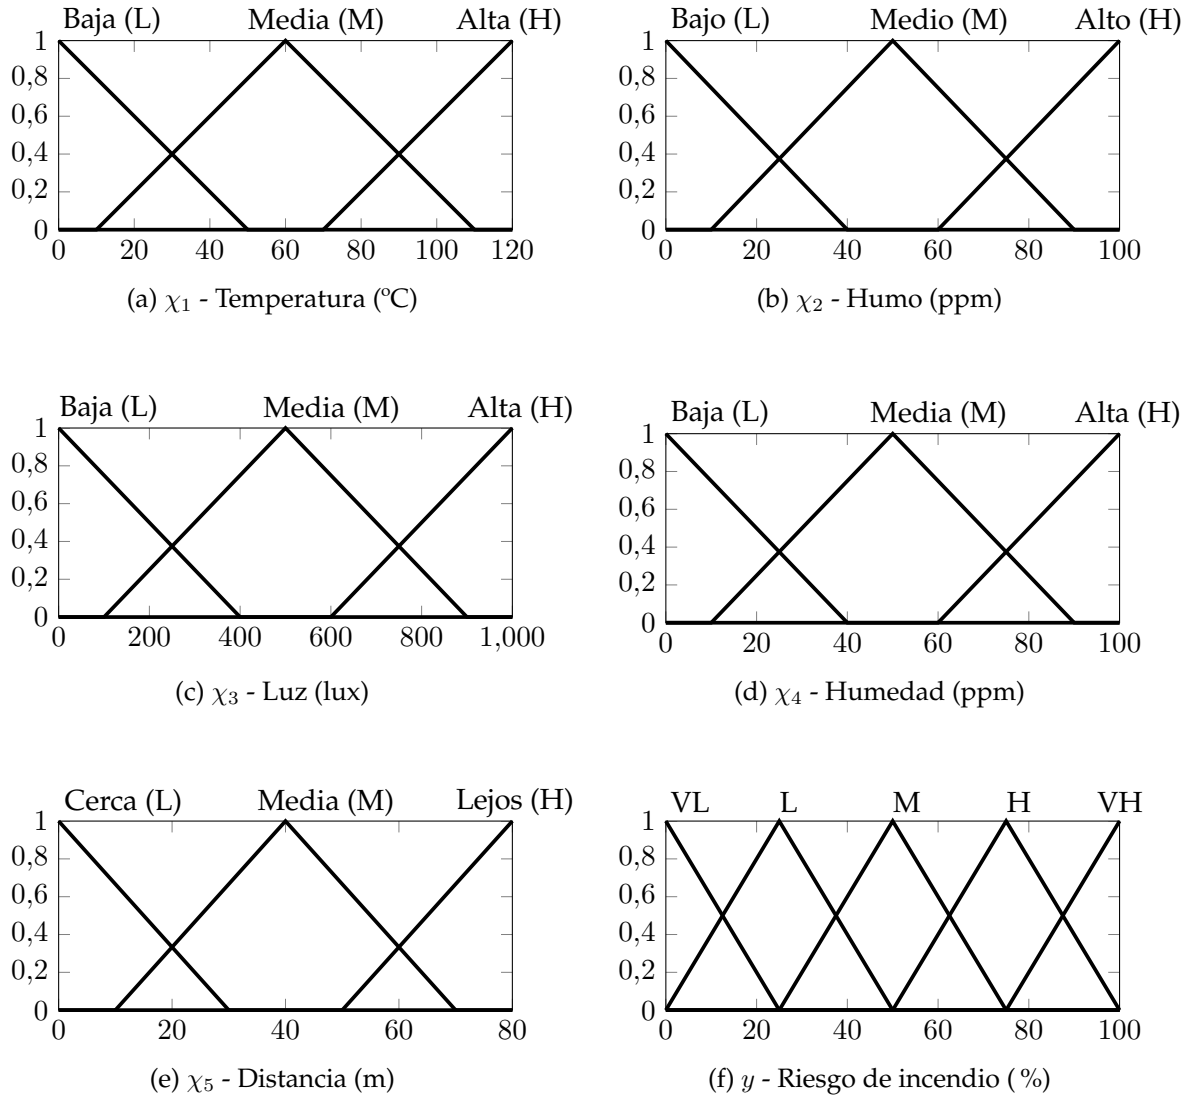 Baja (L) Media (M) Alta (H)
1
0,8
0,6
0,4
0,2
0
0 20 40 60 80 100 120
(a) χ1 - Temperatura (ºC)
Bajo (L) Medio (M) Alto (H)
1
0,8
0,6
0,4
0,2
0
0 20 40 60 80 100
(b) χ2 - Humo (ppm)
Baja (L) Media (M) Alta (H)
1
0,8
0,6
0,4
0,2
0
0 200 400 600 800 1,000
(c) χ3 - Luz (lux)
Baja (L) Media (M) Alta (H)
1
0,8
0,6
0,4
0,2
0
0 20 40 60 80 100
(d) χ4 - Humedad (ppm)
Cerca (L) Media (M) Lejos (H)
1
0,8
0,6
0,4
0,2
0
0 20 40 60 80
(e) χ5 - Distancia (m)
VL L M H VH
1
0,8
0,6
0,4
0,2
0
0 20 40 60 80 100
(f) y - Riesgo de incendio ( %)